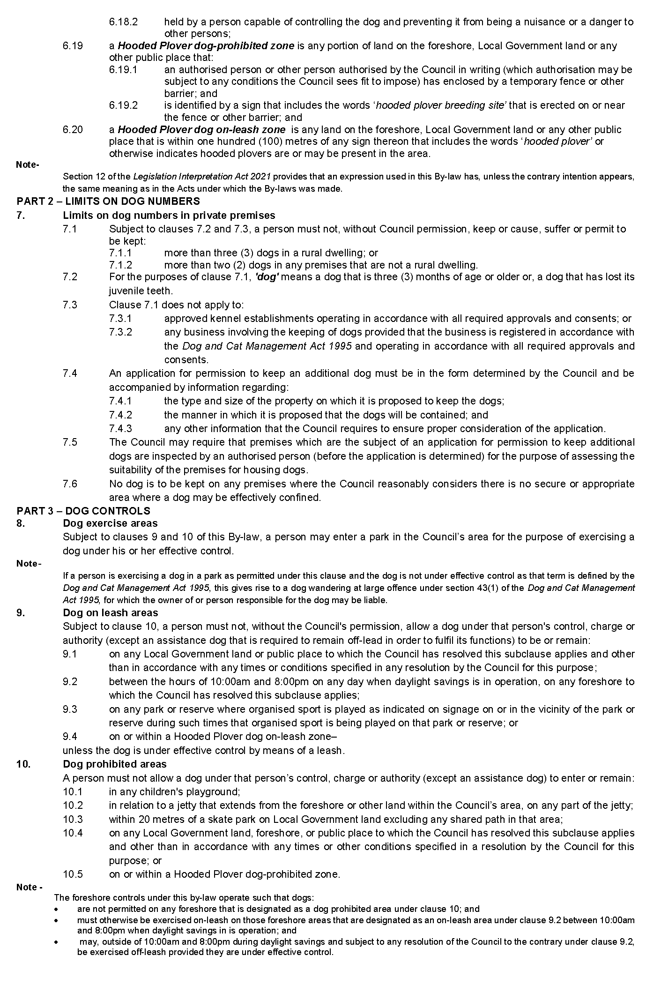 6.18.2 held by a person capable of controlling the dog and preventing it from being a nuisance or a danger to
other persons;
6.19 a Hooded Plover dog-prohibited zone is any portion of land on the foreshore, Local Government land or any
other public place that:
6.19.1 an authorised person or other person authorised by the Council in writing (which authorisation may be
subject to any conditions the Council sees fit to impose) has enclosed by a temporary fence or other
barrier; and
6.19.2 is identified by a sign that includes the words ‘hooded plover breeding site’ that is erected on or near
the fence or other barrier; and
6.20 a Hooded Plover dog on-leash zone is any land on the foreshore, Local Government land or any other public
place that is within one hundred (100) metres of any sign thereon that includes the words ‘hooded plover’ or
otherwise indicates hooded plovers are or may be present in the area.
Note-
Section 12 of the Legislation Interpretation Act 2021 provides that an expression used in this By-law has, unless the contrary intention appears,
the same meaning as in the Acts under which the By-laws was made.
PART 2 – LIMITS ON DOG NUMBERS
7. Limits on dog numbers in private premises
7.1 Subject to clauses 7.2 and 7.3, a person must not, without Council permission, keep or cause, suffer or permit to
be kept:
7.1.1 more than three (3) dogs in a rural dwelling; or
7.1.2 more than two (2) dogs in any premises that are not a rural dwelling.
7.2 For the purposes of clause 7.1, 'dog' means a dog that is three (3) months of age or older or, a dog that has lost its
juvenile teeth.
7.3 Clause 7.1 does not apply to:
7.3.1 approved kennel establishments operating in accordance with all required approvals and consents; or
7.3.2 any business involving the keeping of dogs provided that the business is registered in accordance with
the Dog and Cat Management Act 1995 and operating in accordance with all required approvals and
consents.
7.4 An application for permission to keep an additional dog must be in the form determined by the Council and be
accompanied by information regarding:
7.4.1 the type and size of the property on which it is proposed to keep the dogs;
7.4.2 the manner in which it is proposed that the dogs will be contained; and
7.4.3 any other information that the Council requires to ensure proper consideration of the application.
7.5 The Council may require that premises which are the subject of an application for permission to keep additional
dogs are inspected by an authorised person (before the application is determined) for the purpose of assessing the
suitability of the premises for housing dogs.
7.6 No dog is to be kept on any premises where the Council reasonably considers there is no secure or appropriate
area where a dog may be effectively confined.
PART 3 – DOG CONTROLS
8. Dog exercise areas
Subject to clauses 9 and 10 of this By-law, a person may enter a park in the Council’s area for the purpose of exercising a
dog under his or her effective control.
Note-
If a person is exercising a dog in a park as permitted under this clause and the dog is not under effective control as that term is defined by the
Dog and Cat Management Act 1995, this gives rise to a dog wandering at large offence under section 43(1) of the Dog and Cat Management
Act 1995, for which the owner of or person responsible for the dog may be liable.
9. Dog on leash areas
Subject to clause 10, a person must not, without the Council's permission, allow a dog under that person's control, charge or
authority (except an assistance dog that is required to remain off-lead in order to fulfil its functions) to be or remain:
9.1 on any Local Government land or public place to which the Council has resolved this subclause applies and other
than in accordance with any times or conditions specified in any resolution by the Council for this purpose;
9.2 between the hours of 10:00am and 8:00pm on any day when daylight savings is in operation, on any foreshore to
which the Council has resolved this subclause applies;
9.3 on any park or reserve where organised sport is played as indicated on signage on or in the vicinity of the park or
reserve during such times that organised sport is being played on that park or reserve; or
9.4 on or within a Hooded Plover dog on-leash zone–
unless the dog is under effective control by means of a leash.
10. Dog prohibited areas
A person must not allow a dog under that person’s control, charge or authority (except an assistance dog) to enter or remain:
10.1 in any children's playground;
10.2 in relation to a jetty that extends from the foreshore or other land within the Council’s area, on any part of the jetty;
10.3 within 20 metres of a skate park on Local Government land excluding any shared path in that area;
10.4 on any Local Government land, foreshore, or public place to which the Council has resolved this subclause applies
and other than in accordance with any times or other conditions specified in a resolution by the Council for this
purpose; or
10.5 on or within a Hooded Plover dog-prohibited zone.
Note -
The foreshore controls under this by-law operate such that dogs:
• are not permitted on any foreshore that is designated as a dog prohibited area under clause 10; and
• must otherwise be exercised on-leash on those foreshore areas that are designated as an on-leash area under clause 9.2 between 10:00am
and 8:00pm when daylight savings in is operation; and
• may, outside of 10:00am and 8:00pm during daylight savings and subject to any resolution of the Council to the contrary under clause 9.2,
be exercised off-leash provided they are under effective control.